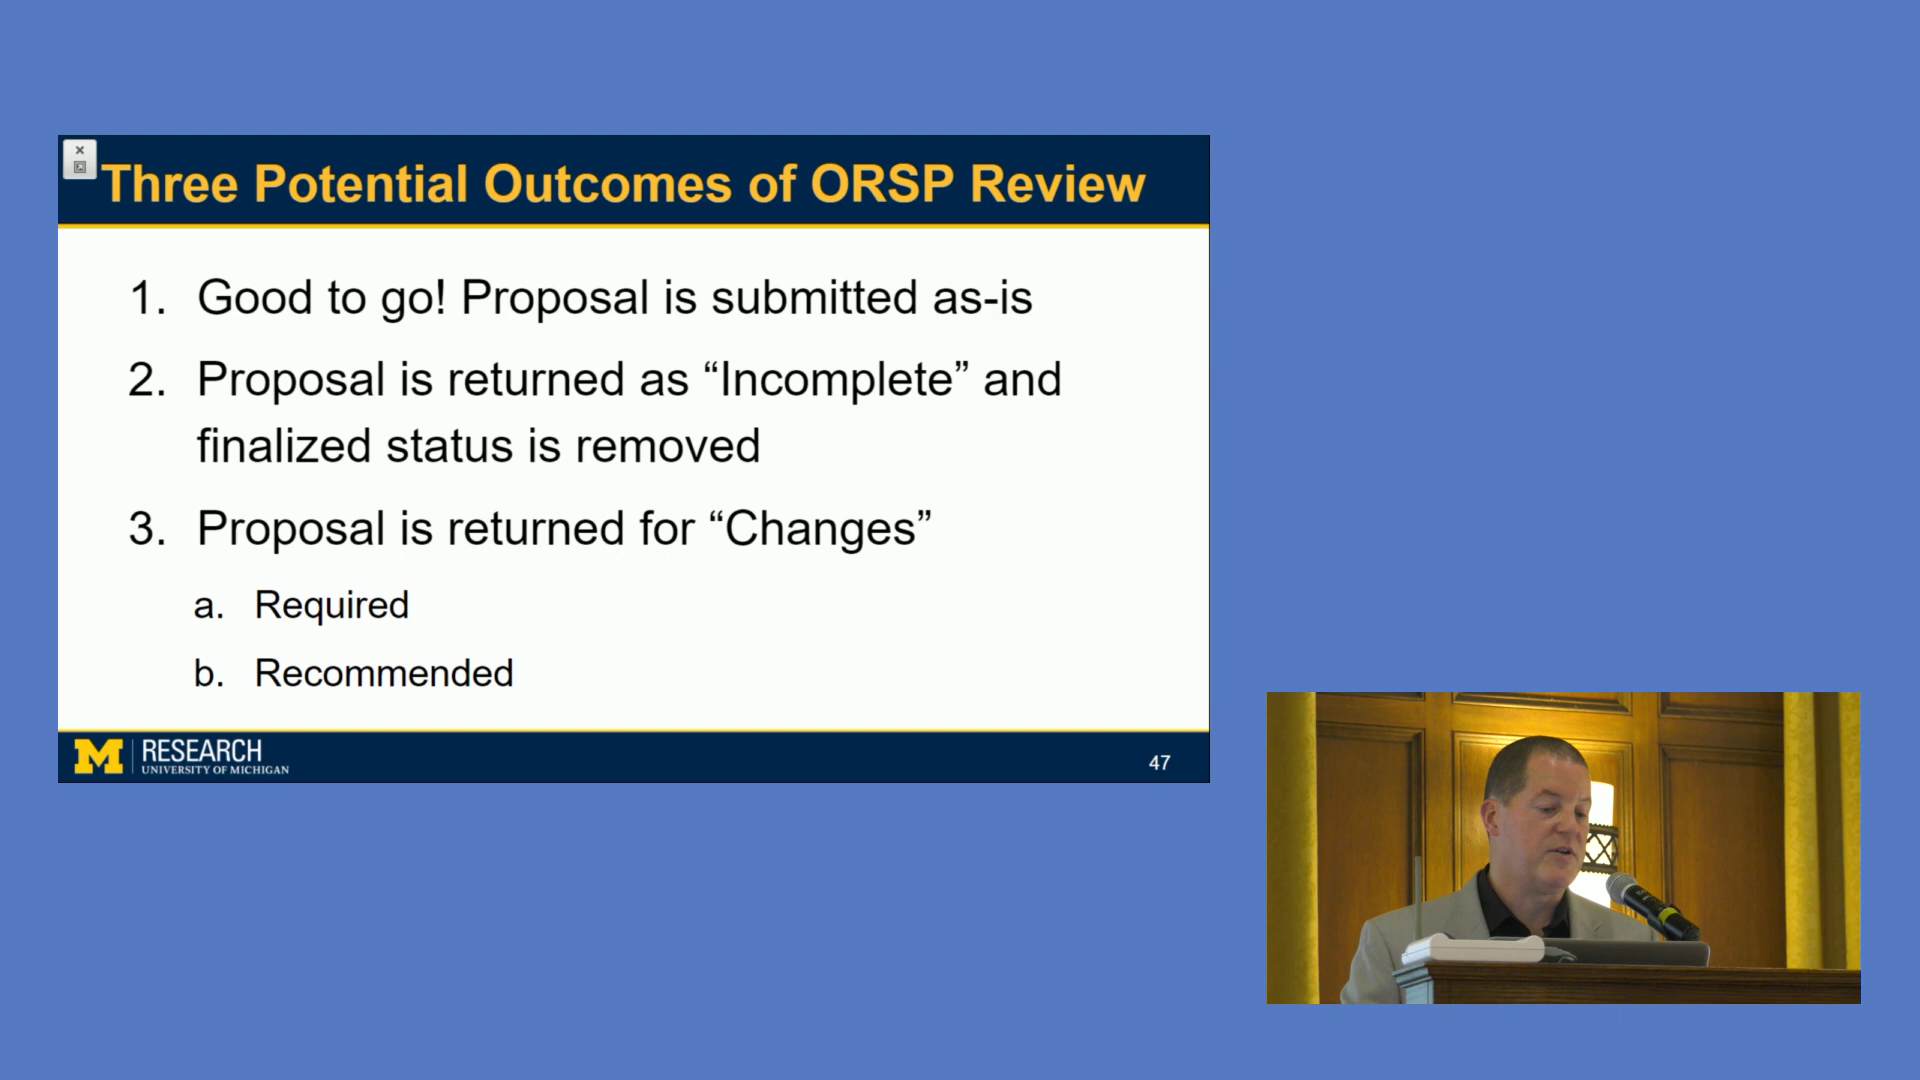 Three Potential Outcomes of ORSP Review
1. Good to go! Proposal is submitted as-is
2. Proposal is returned as “Incomplete” and
finalized status is removed
3. Proposal is returned for “Changes”
a. Required
b. Recommended
M RESEARCH
UNIVERSITY OF MICHIGAN
47